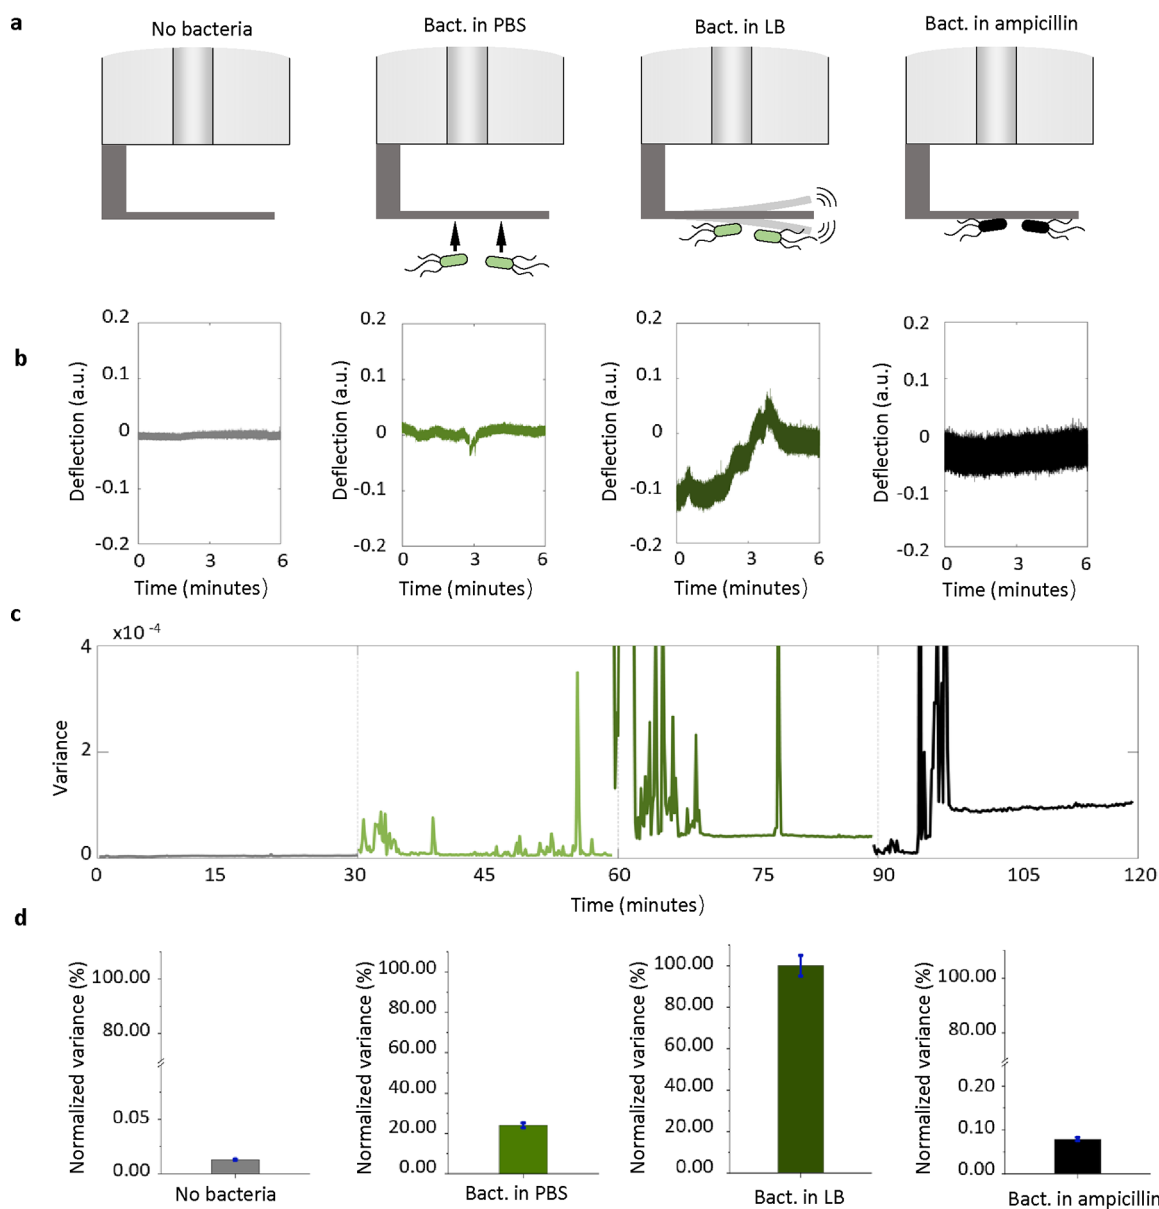 a
No bacteria
Bact. in PBS
Bact. in LB
Bact. in ampicillin
b
Deflection (a.u.)
0.2
0.1
0
-0.1
-0.2
0 3 6
Time (minutes)
Deflection (a.u.)
0.2
0.1
0
-0.1
-0.2
0 3 6
Time (minutes)
Deflection (a.u.)
0.2
0.1
0
-0.1
-0.2
0 3 6
Time (minutes)
Deflection (a.u.)
0.2
0.1
0
-0.1
-0.2
0 3 6
Time (minutes)
c
x10 -4
Variance
4
2
0
0 15 30 45 60 75 90 105 120
Time (minutes)
d
Normalized variance (%)
100.00
80.00
0.05
0.00
No bacteria
Normalized variance (%)
100.00
80.00
60.00
40.00
20.00
0.00
Bact. in PBS
Normalized variance (%)
100.00
80.00
60.00
40.00
20.00
0.00
Bact. in LB
Normalized variance (%)
100.00
80.00
0.20
0.10
0.00
Bact. in ampicillin